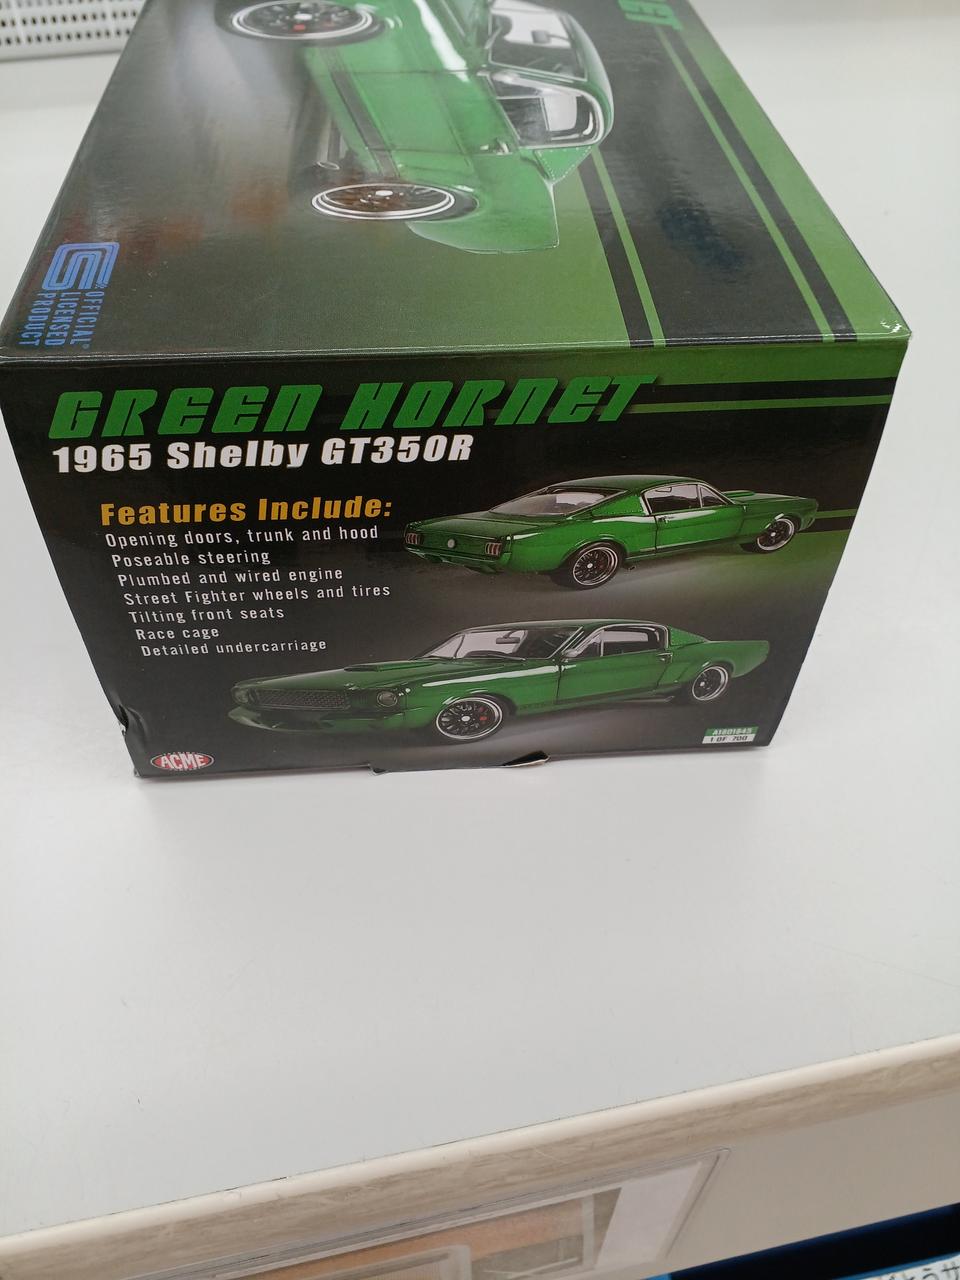 OFFICIAL
LICENSED
PRODUCT
GREEN HORNET
1965 Shelby GT350R
Features Include:
Opening doors, trunk and hood
Poseable steering
Plumbed and wired engine
Street Fighter wheels and tires
Tilting front seats
Race cage
Detailed undercarriage
ACME
A1801845
1 OF 700